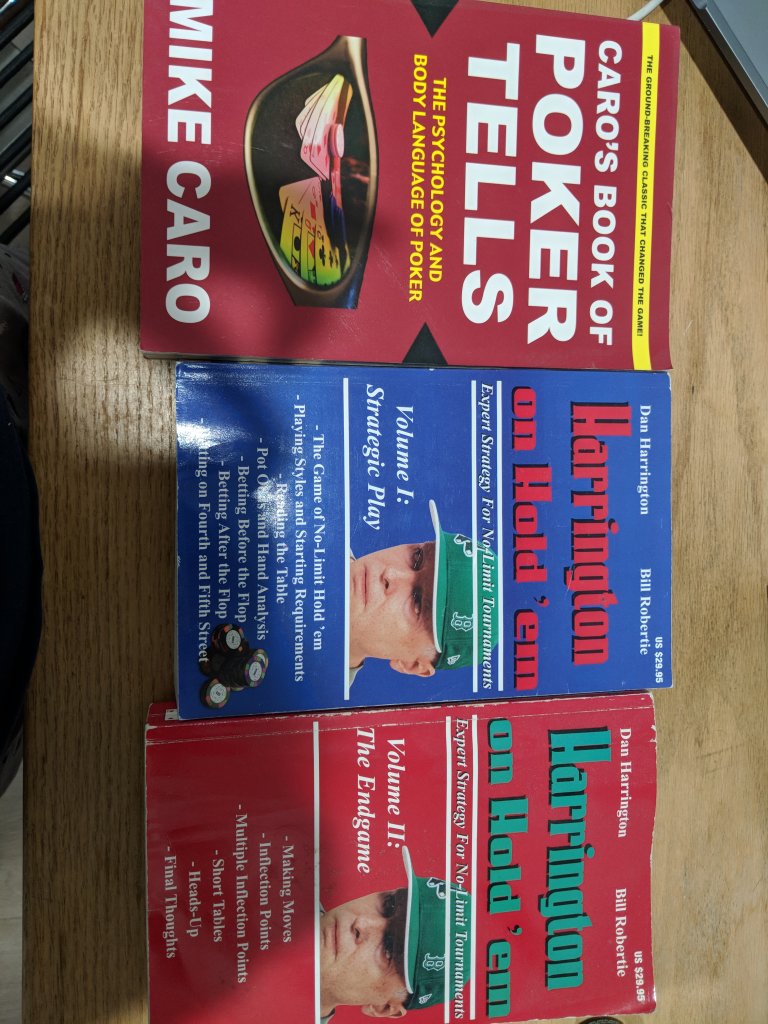 THE GROUND-BREAKING CLASSIC THAT CHANGED THE GAME!
CARO'S BOOK OF
POKER
TELLS
THE PSYCHOLOGY AND
BODY LANGUAGE OF POKER
MIKE CARO
US $29.95
Dan Harrington Bill Robertie
Harrington
on Hold 'em
Expert Strategy For No-Limit Tournaments
B
Volume I:
Strategic Play
- The Game of No-Limit Hold 'em
- Playing Styles and Starting Requirements
- Reading the Table
- Pot Odds and Hand Analysis
- Betting Before the Flop
- Betting After the Flop
- Betting on Fourth and Fifth Street
US $29.95
Dan Harrington Bill Robertie
Harrington
on Hold 'em
Expert Strategy For No-Limit Tournaments
B
Volume II:
The Endgame
- Making Moves
- Inflection Points
- Multiple Inflection Points
- Short Tables
- Heads-Up
- Final Thoughts